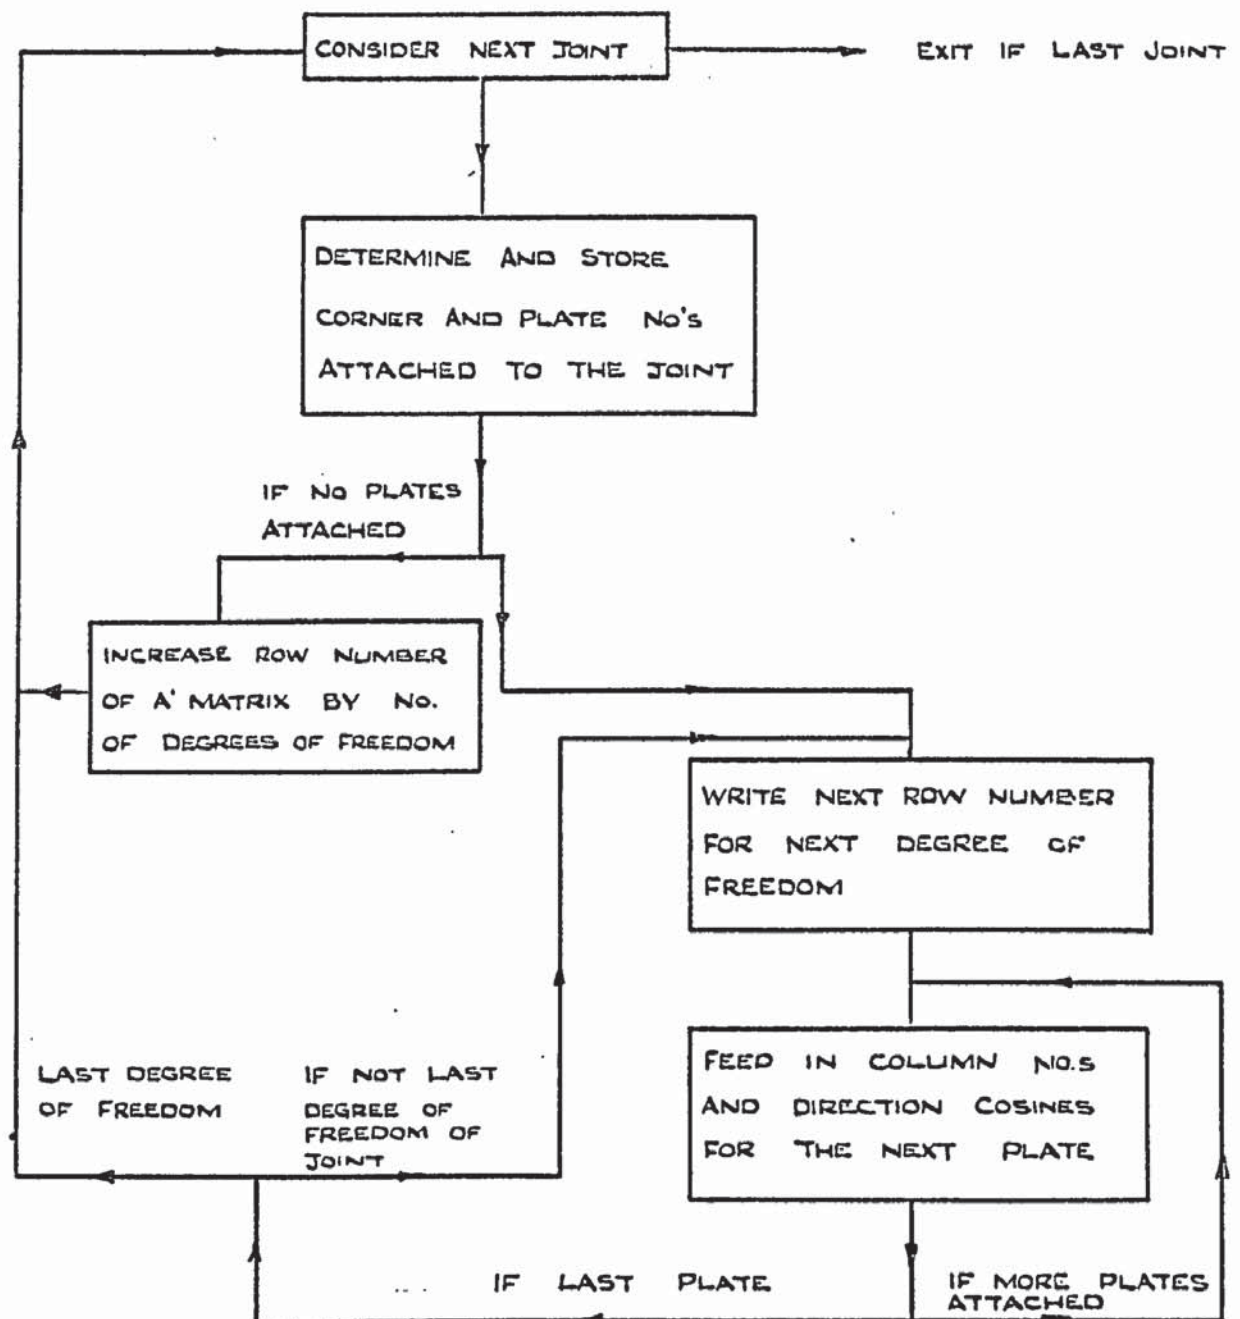 CONSIDER NEXT JOINT
EXIT IF LAST JOINT
DETERMINE AND STORE
CORNER AND PLATE NO'S
ATTACHED TO THE JOINT
IF NO PLATES
ATTACHED
INCREASE ROW NUMBER
OF A' MATRIX BY NO.
OF DEGREES OF FREEDOM
WRITE NEXT ROW NUMBER
FOR NEXT DEGREE OF
FREEDOM
FEED IN COLUMN NO.S
AND DIRECTION COSINES
FOR THE NEXT PLATE
LAST DEGREE
OF FREEDOM
IF NOT LAST
DEGREE OF
FREEDOM OF
JOINT
IF LAST PLATE
IF MORE PLATES
ATTACHED